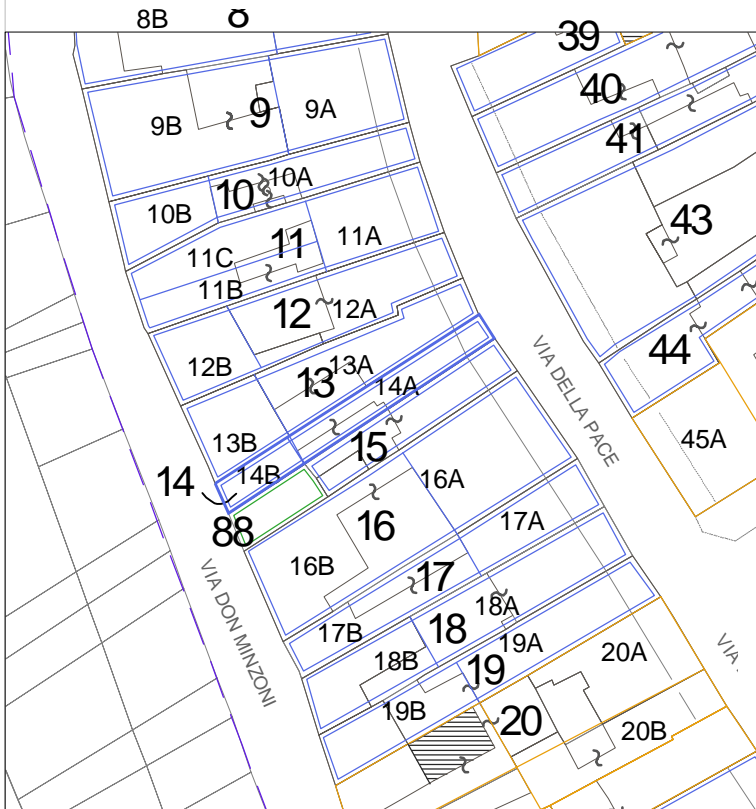 8B
8
39
40
9
9A
9B
41
10A
10
10B
43
11A
11
11C
11B
12
12A
VIA DELLA PACE
44
12B
13A
13
14A
45A
13B
15
14B
14
16A
88
16
17A
16B
VIA DON MINZONI
17
18A
17B
18
19A
VIA
20A
18B
19
19B
20
20B